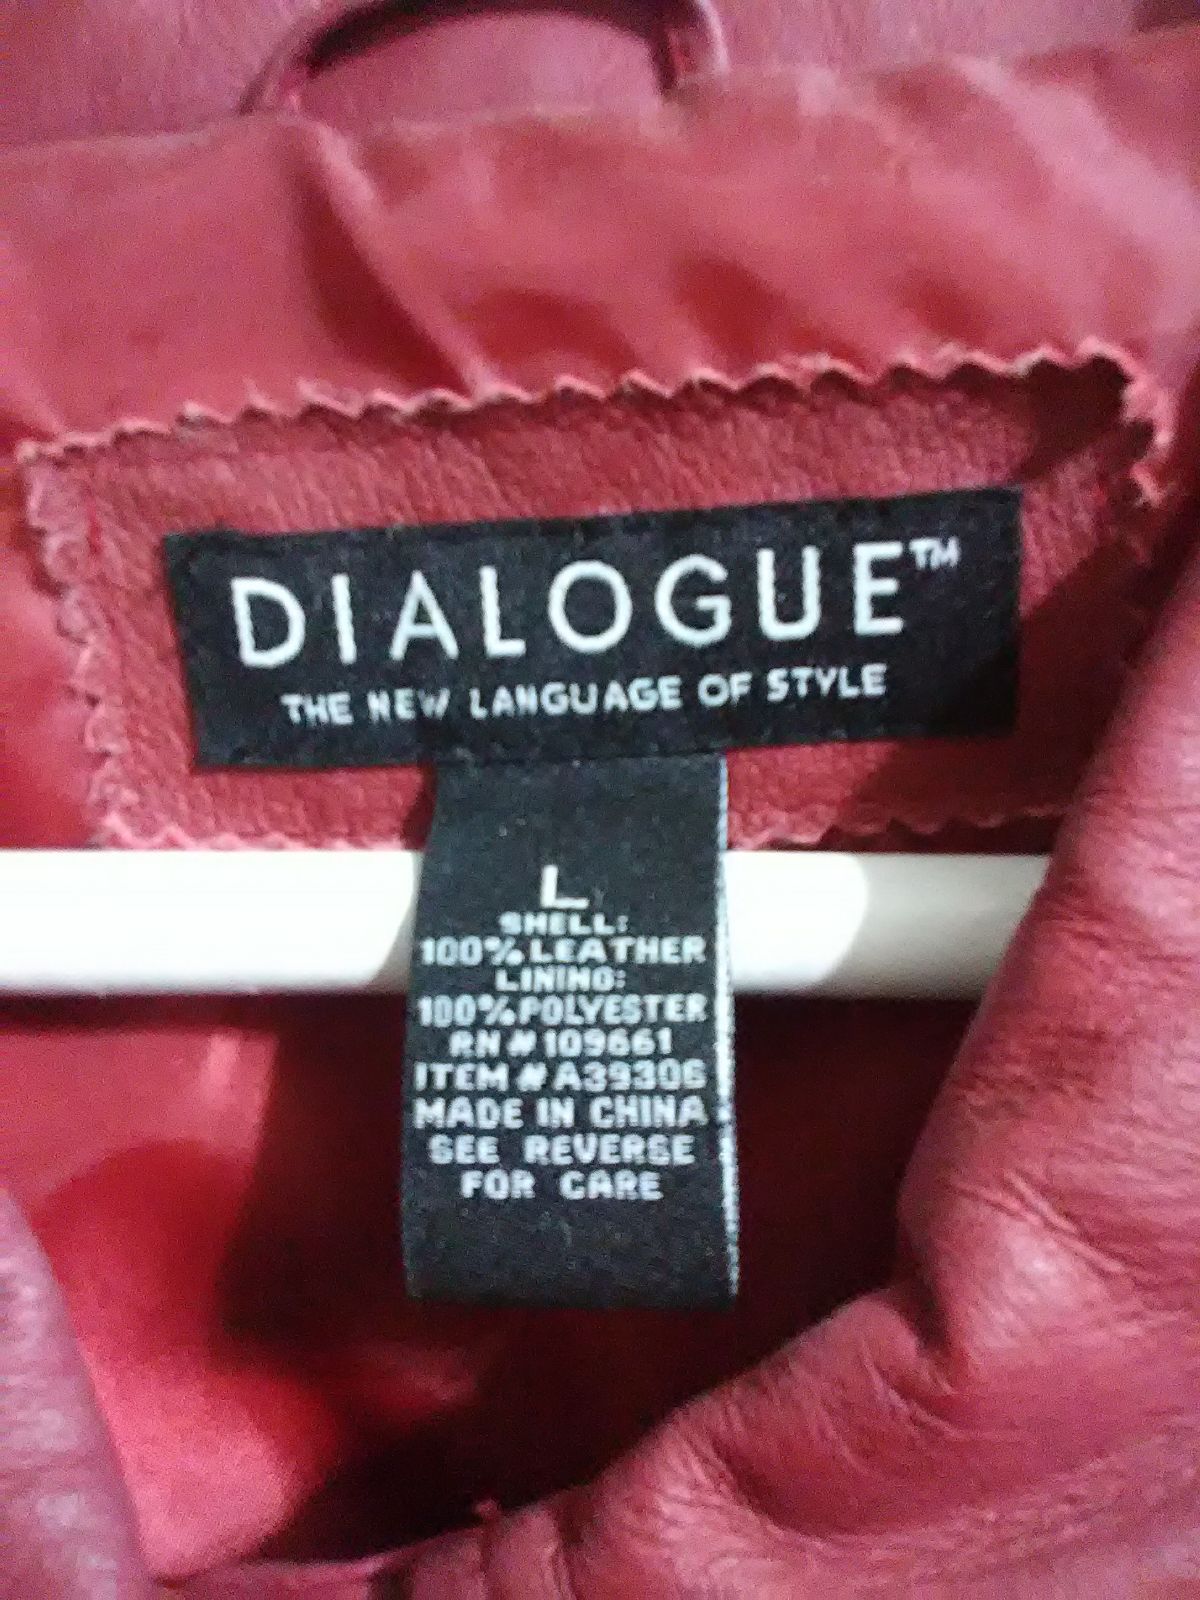 DIALOGUE™
THE NEW LANGUAGE OF STYLE
L
SHELL:
100% LEATHER
LINING:
100% POLYESTER
RN # 109661
ITEM # A39306
MADE IN CHINA
SEE REVERSE
FOR CARE